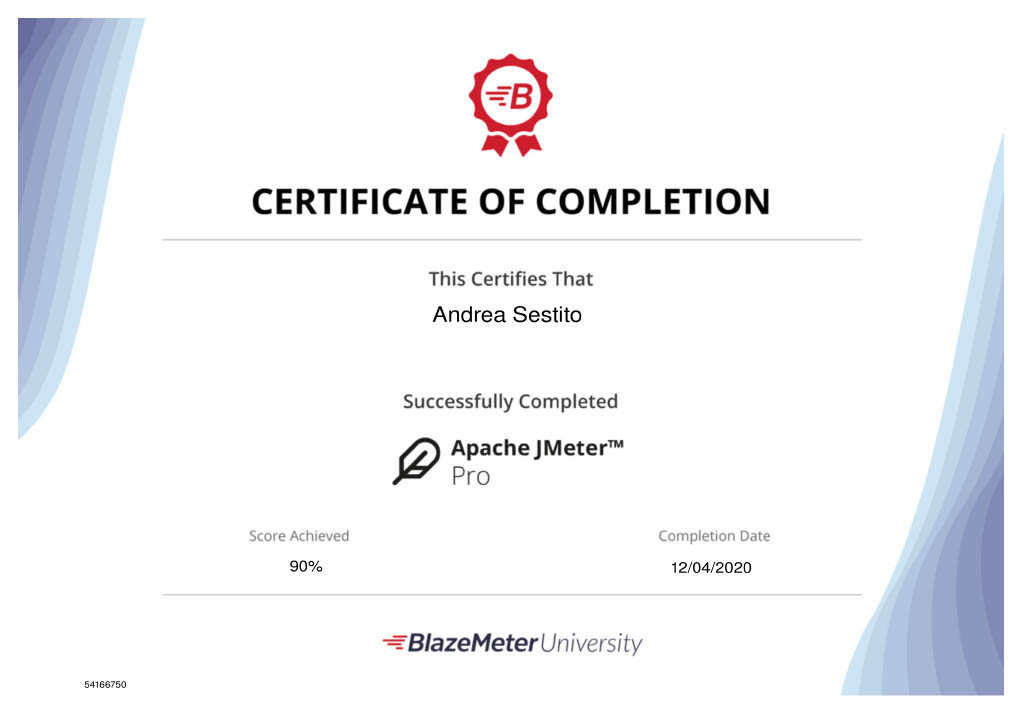 B
CERTIFICATE OF COMPLETION
This Certifies That
Andrea Sestito
Successfully Completed
Apache JMeter™
Pro
Score Achieved
Completion Date
90%
12/04/2020
BlazeMeter University
54166750